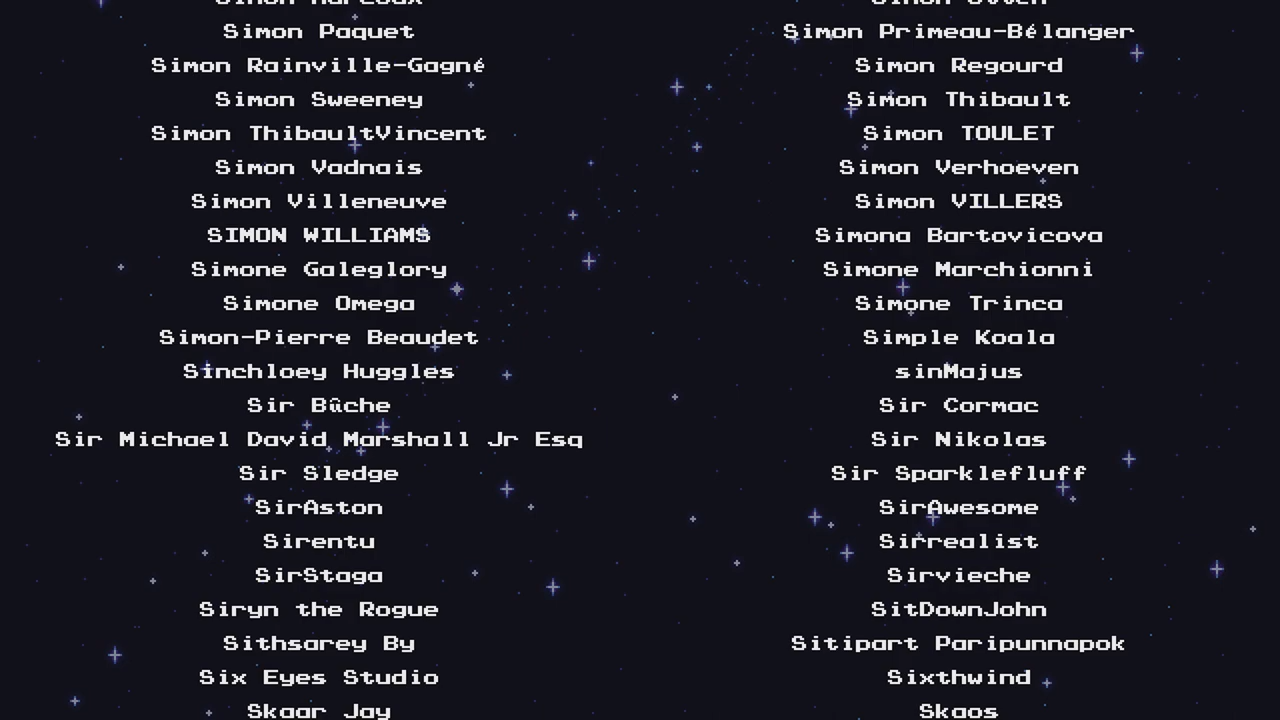 Simon Paquet
Simon Primeau-Bélanger
Simon Rainville-Gagné
Simon Regourd
Simon Sweeney
Simon Thibault
Simon ThibaultVincent
Simon TOULET
Simon Vadnais
Simon Verhoeven
Simon Villeneuve
Simon VILLERS
SIMON WILLIAMS
Simona Bartovicova
Simone Galeglory
Simone Marchionni
Simone Omega
Simone Trinca
Simon-Pierre Beaudet
Simple Koala
Sinchloey Huggles
sinMajus
Sir Bûche
Sir Cormac
Sir Michael David Marshall Jr Esq
Sir Nikolas
Sir Sledge
Sir Sparklefluff
SirAston
SirAwesome
Sirentu
Sirrealist
SirStaga
Sirvieche
Siryn the Rogue
SitDownJohn
Sithsarey By
Sitipart Paripunnapok
Six Eyes Studio
Sixthwind
Skaar Jay
Skaos